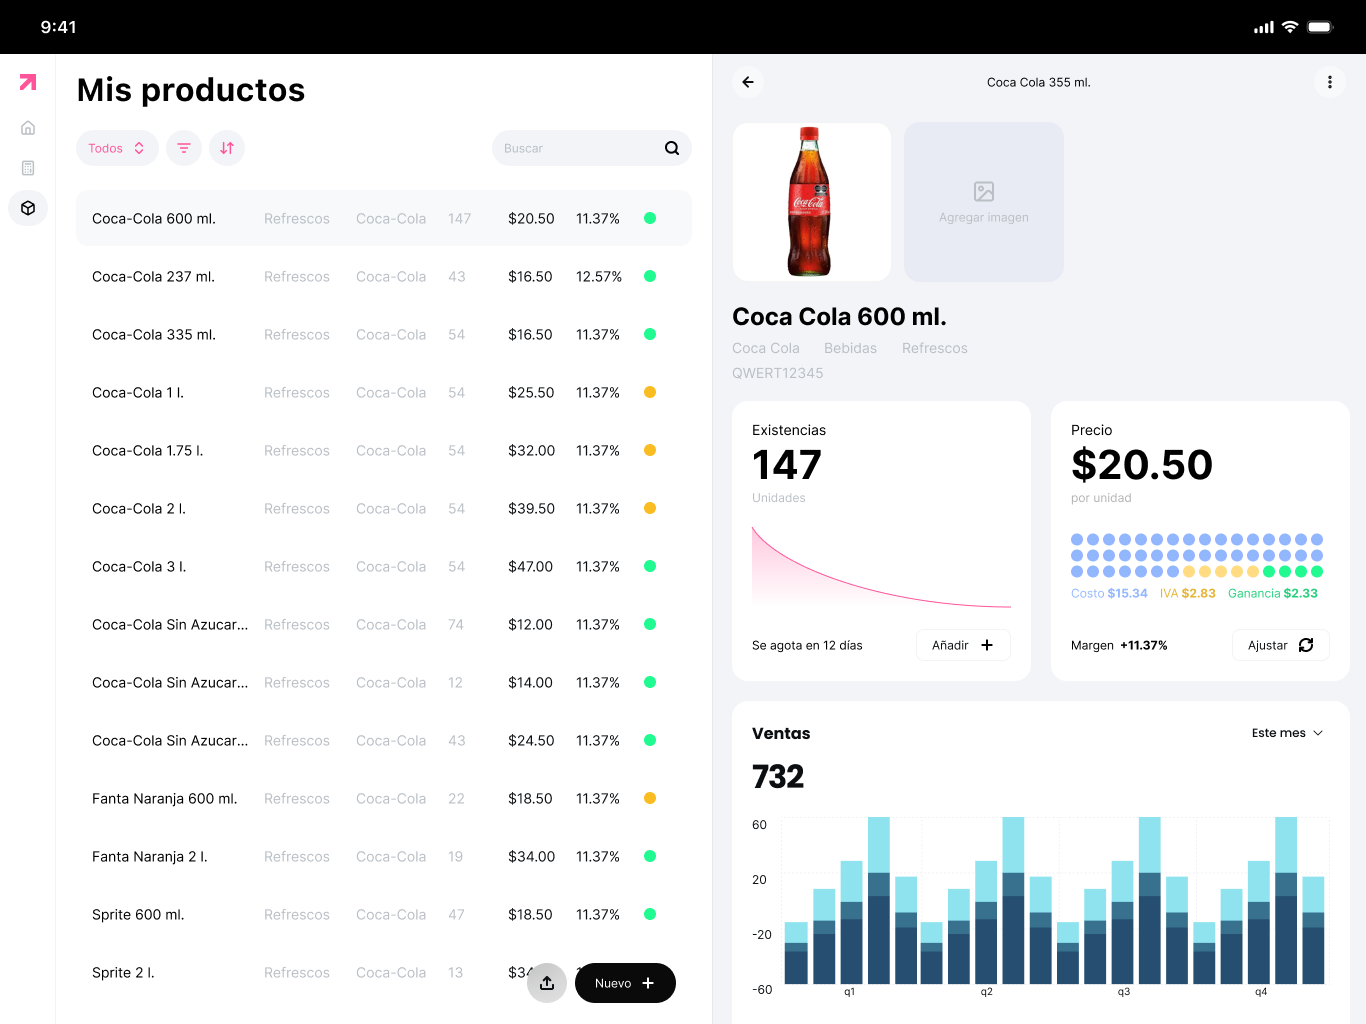 9:41
Mis productos
Todos
Buscar
Coca-Cola 600 ml. Refrescos Coca-Cola 147 $20.50 11.37%
Coca-Cola 237 ml. Refrescos Coca-Cola 43 $16.50 12.57%
Coca-Cola 335 ml. Refrescos Coca-Cola 54 $16.50 11.37%
Coca-Cola 1 l. Refrescos Coca-Cola 54 $25.50 11.37%
Coca-Cola 1.75 l. Refrescos Coca-Cola 54 $32.00 11.37%
Coca-Cola 2 l. Refrescos Coca-Cola 54 $39.50 11.37%
Coca-Cola 3 l. Refrescos Coca-Cola 54 $47.00 11.37%
Coca-Cola Sin Azucar... Refrescos Coca-Cola 74 $12.00 11.37%
Coca-Cola Sin Azucar... Refrescos Coca-Cola 12 $14.00 11.37%
Coca-Cola Sin Azucar... Refrescos Coca-Cola 43 $24.50 11.37%
Fanta Naranja 600 ml. Refrescos Coca-Cola 22 $18.50 11.37%
Fanta Naranja 2 l. Refrescos Coca-Cola 19 $34.00 11.37%
Sprite 600 ml. Refrescos Coca-Cola 47 $18.50 11.37%
Sprite 2 l. Refrescos Coca-Cola 13
Nuevo
Coca Cola 355 ml.
Coca-Cola
Agregar imagen
Coca Cola 600 ml.
Coca Cola Bebidas Refrescos
QWERT12345
Existencias
147
Unidades
Se agota en 12 días
Añadir
Precio
$20.50
por unidad
Costo $15.34 IVA $2.83 Ganancia $2.33
Margen +11.37%
Ajustar
Ventas
Este mes
732
60
20
-20
-60
q1 q2 q3 q4